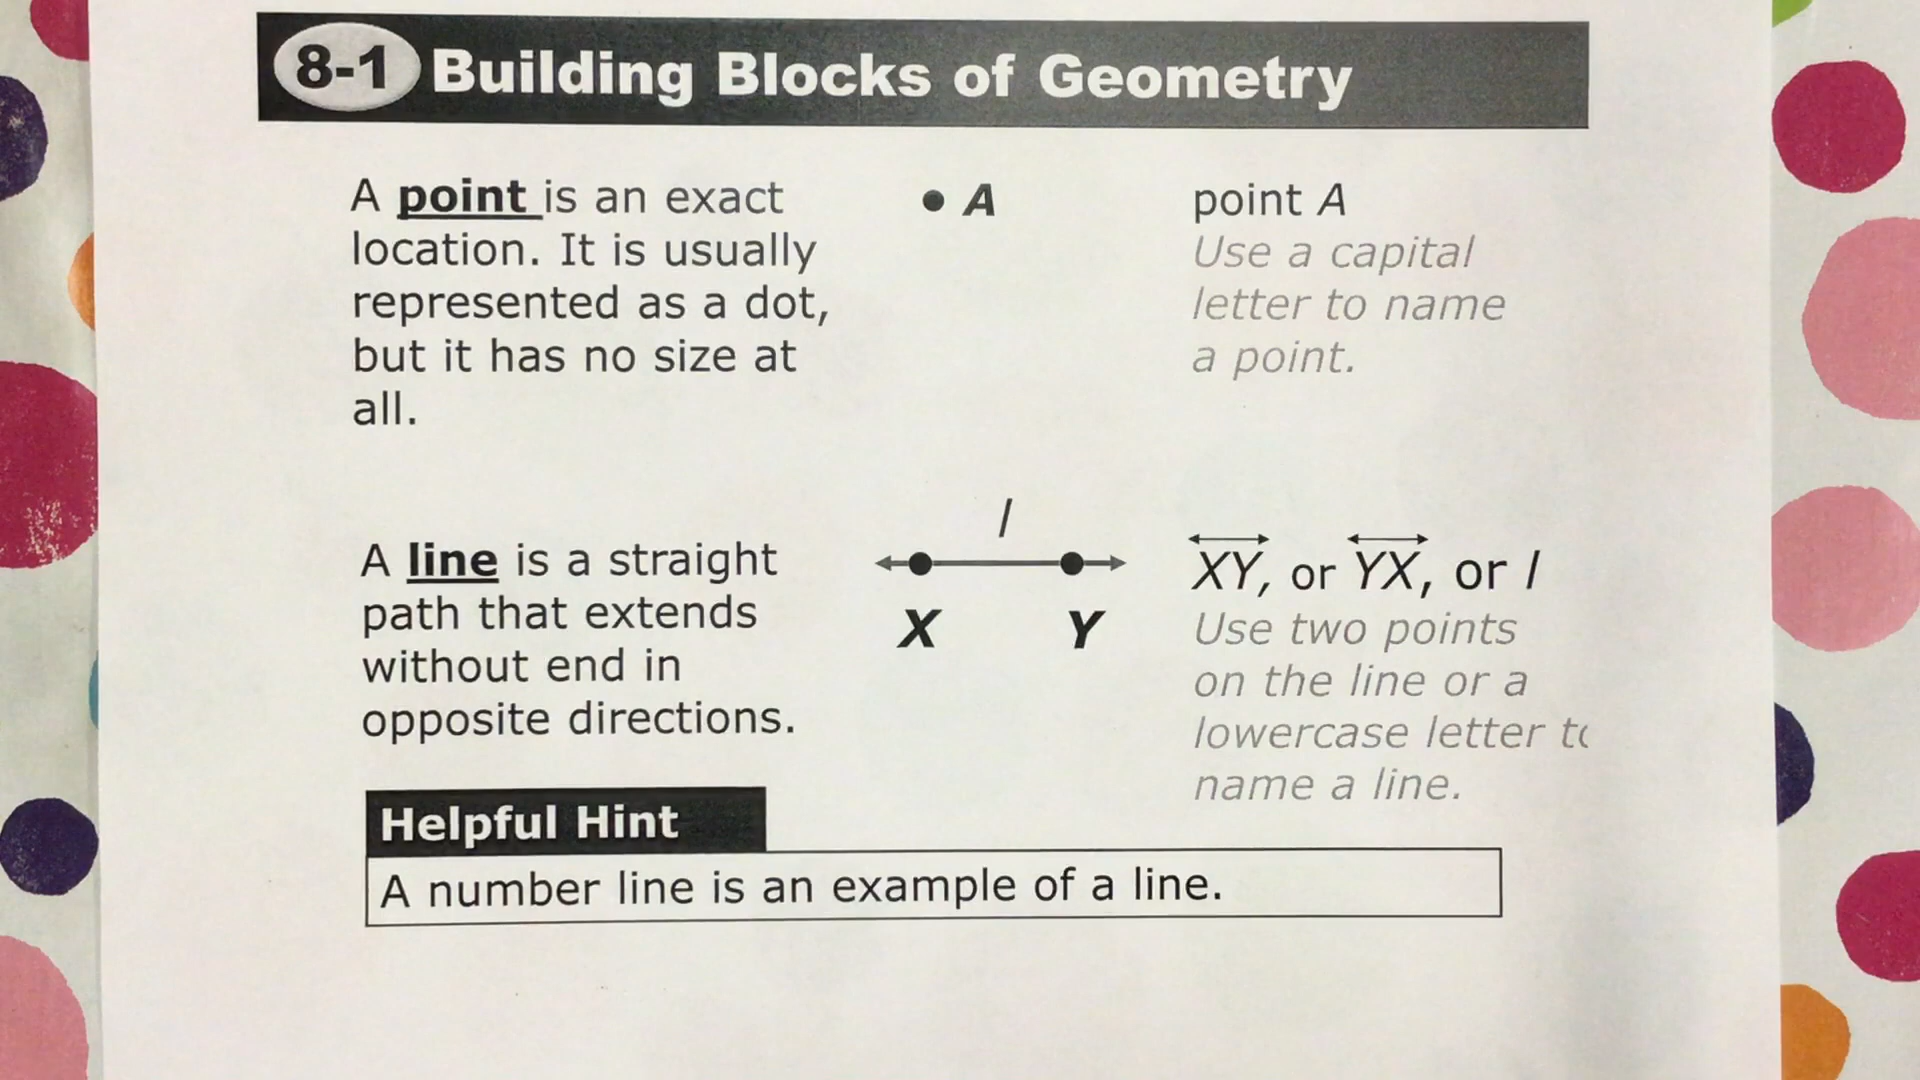 8-1 Building Blocks of Geometry
A point is an exact
location. It is usually
represented as a dot,
but it has no size at
all.
• A
point A
Use a capital
letter to name
a point.
A line is a straight
path that extends
without end in
opposite directions.
l
X Y
XY, or YX, or l
Use two points
on the line or a
lowercase letter
name a line.
Helpful Hint
A number line is an example of a line.